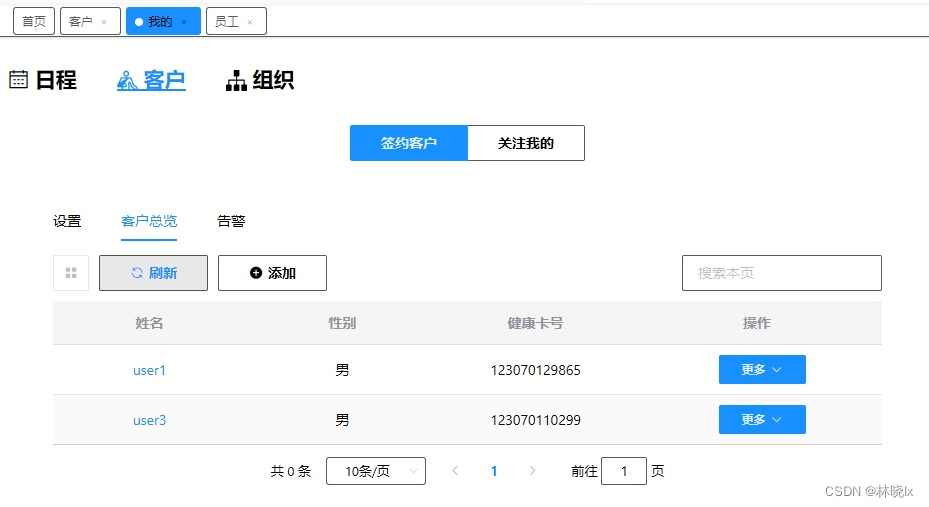 首页 客户 × 我的 × 员工 ×
日程 客户 组织
签约客户 关注我的
设置 客户总览 告警
刷新 添加 搜索本页
姓名 性别 健康卡号 操作
user1 男 123070129865 更多
user3 男 123070110299 更多
共 0 条 10条/页 1 前往 1 页
CSDN @林晓lx